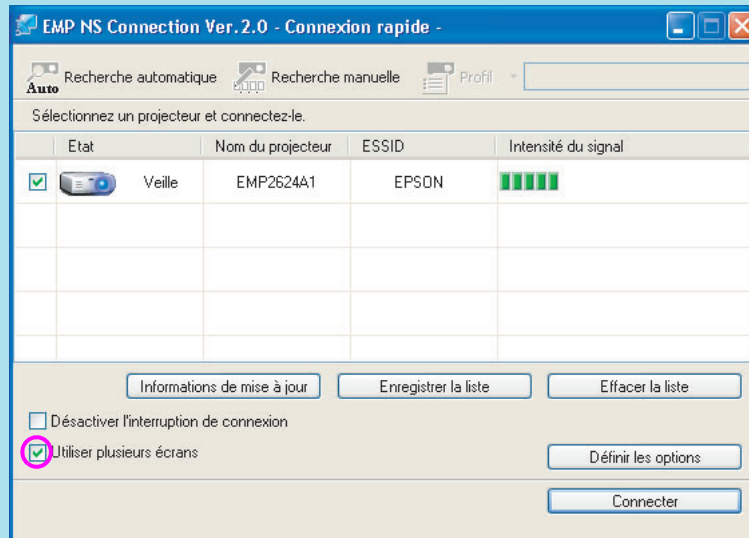 EMP NS Connection Ver.2.0 - Connexion rapide -
Auto Recherche automatique Recherche manuelle Profil
Sélectionnez un projecteur et connectez-le.
Etat Nom du projecteur ESSID Intensité du signal
Veille EMP2624A1 EPSON
Informations de mise à jour Enregistrer la liste Effacer la liste
Désactiver l'interruption de connexion
Utiliser plusieurs écrans Définir les options
Connecter